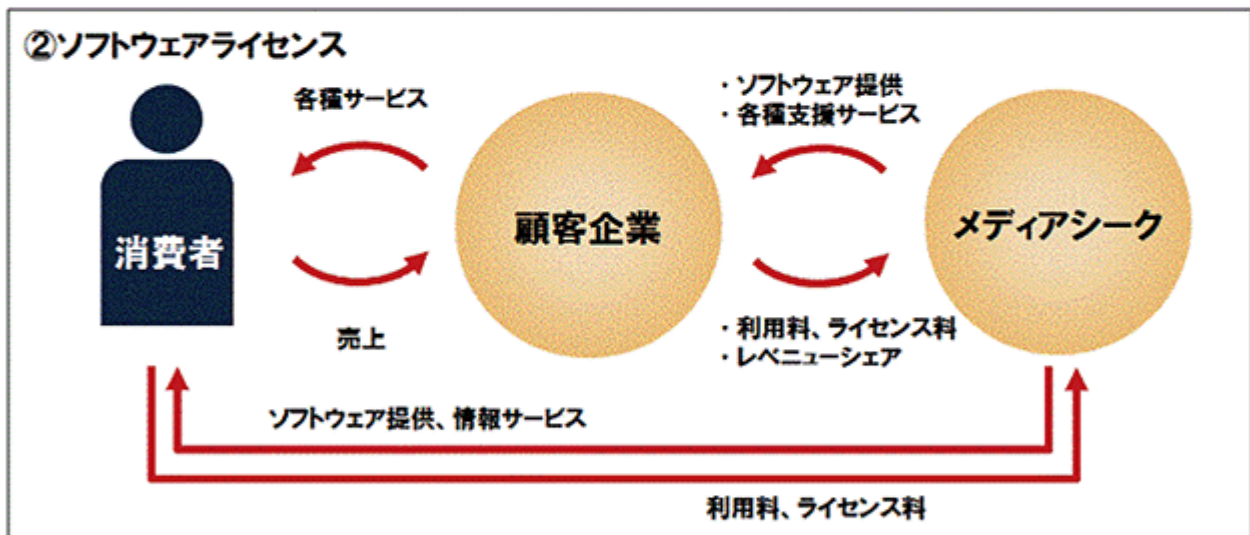 ②ソフトウェアライセンス
各種サービス
・ソフトウェア提供
・各種支援サービス
消費者
顧客企業
メディアシーク
売上
・利用料、ライセンス料
・レベニューシェア
ソフトウェア提供、情報サービス
利用料、ライセンス料